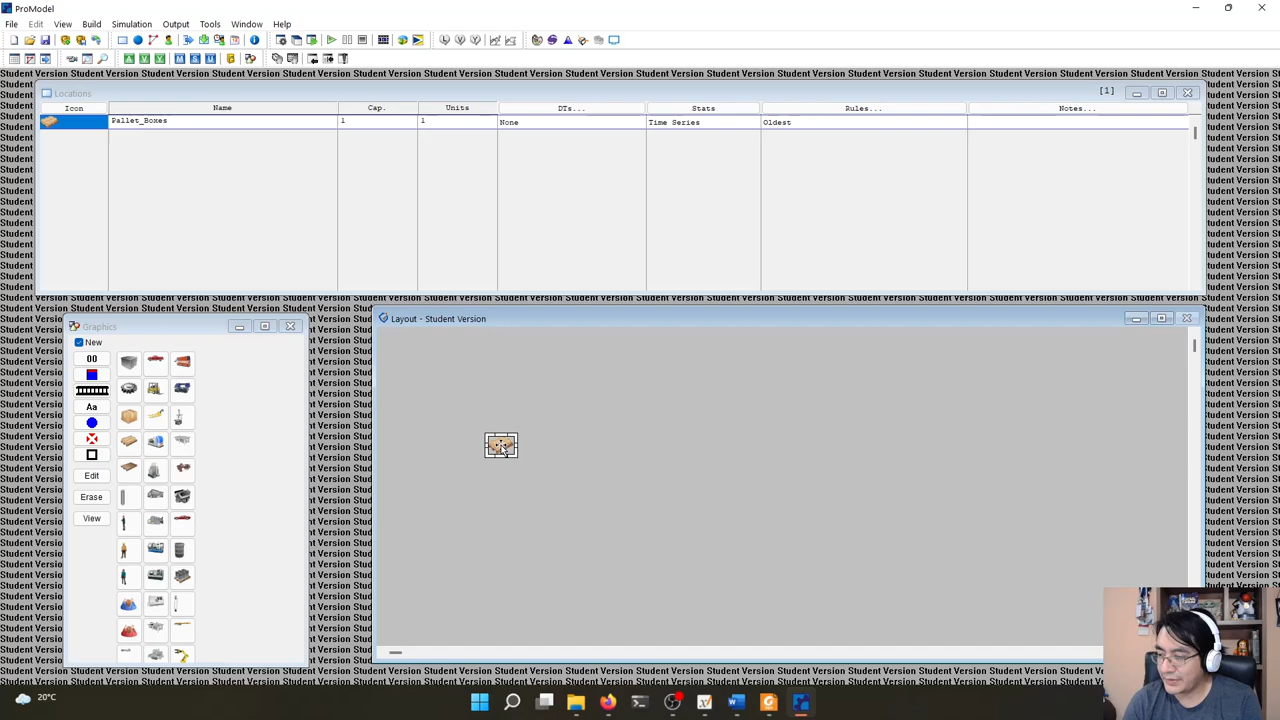 ProModel
File Edit View Build Simulation Output Tools Window Help
Student Version Student Version Student Version Student Version Student Version Student Version Student Version Student Version Student Version
Locations [1]
Icon Name Cap. Units DTs... Stats Rules... Notes...
Pallet_Boxes 1 1 None Time Series Oldest
Graphics
New
00
Aa
Edit
Erase
View
Layout - Student Version
20°C